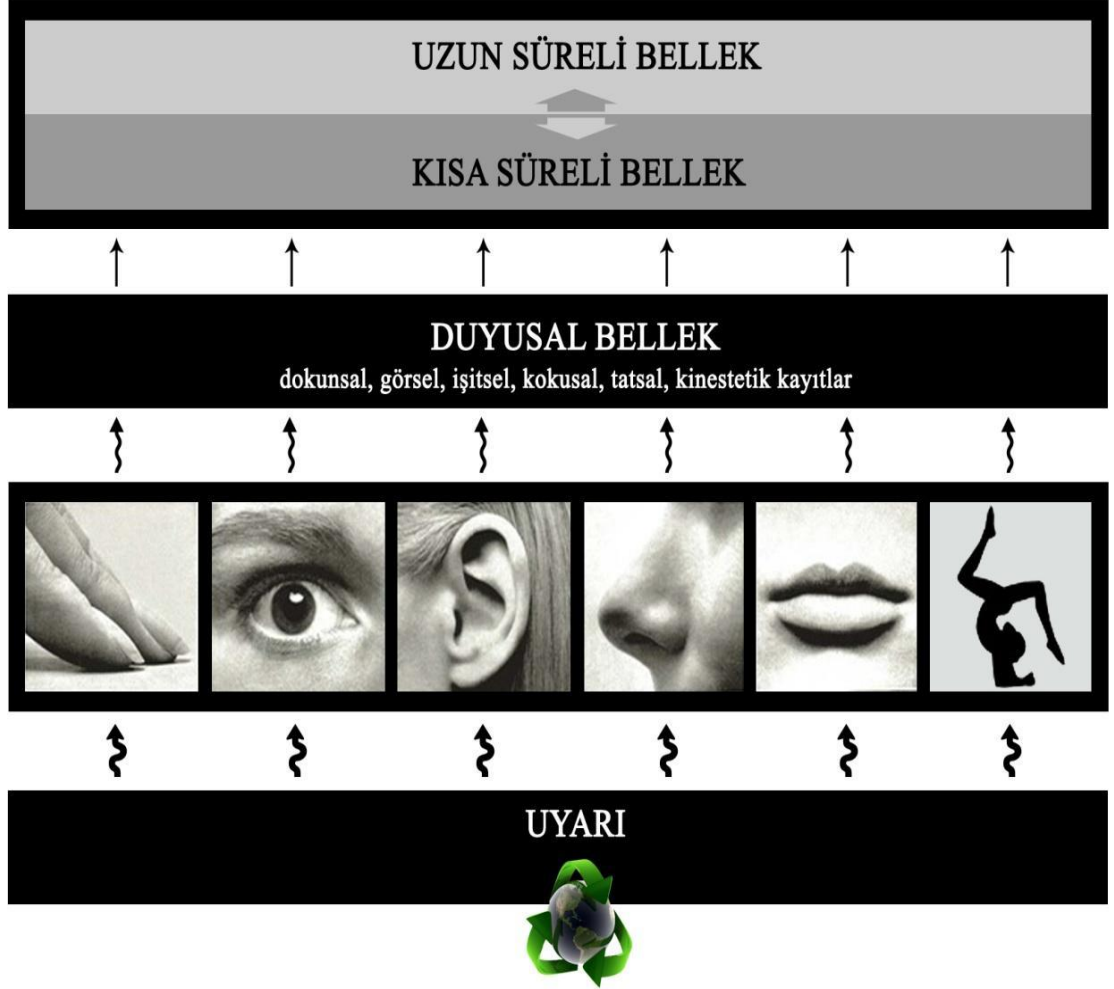 UZUN SÜRELİ BELLEK
KISA SÜRELİ BELLEK
DUYUSAL BELLEK
dokunsal, görsel, işitsel, kokusal, tatsal, kinestetik kayıtlar
UYARI